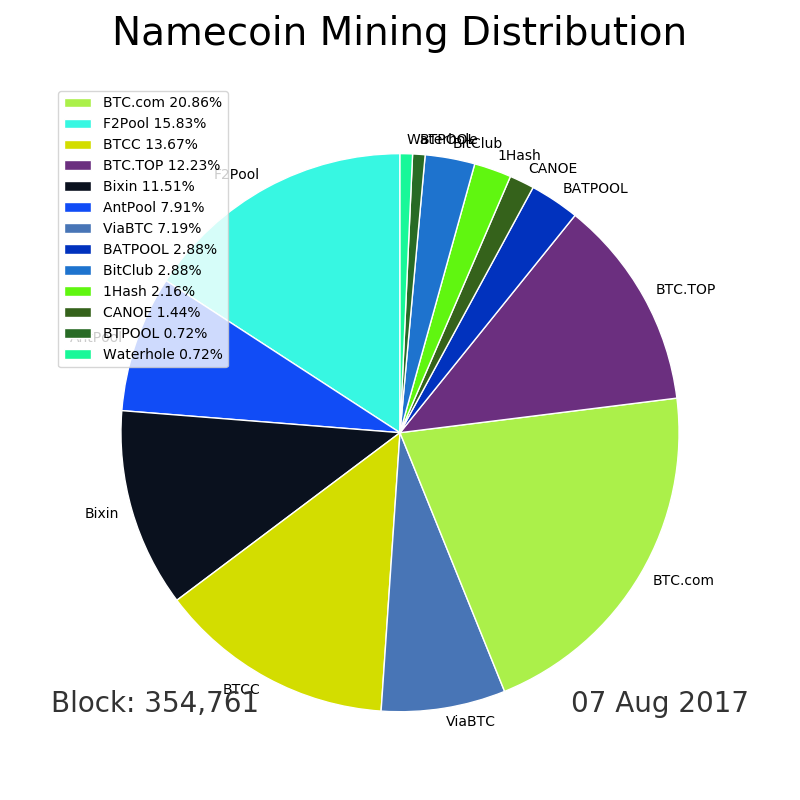 Namecoin Mining Distribution
BTC.com 20.86%
F2Pool 15.83%
BTCC 13.67%
BTC.TOP 12.23%
Bixin 11.51%
AntPool 7.91%
ViaBTC 7.19%
BATPOOL 2.88%
BitClub 2.88%
1Hash 2.16%
CANOE 1.44%
BTPOOL 0.72%
Waterhole 0.72%
Waterhole
BTPOOL
BitClub
1Hash
CANOE
BATPOOL
F2Pool
BTC.TOP
AntPool
Bixin
BTC.com
BTCC
ViaBTC
Block: 354,761
07 Aug 2017